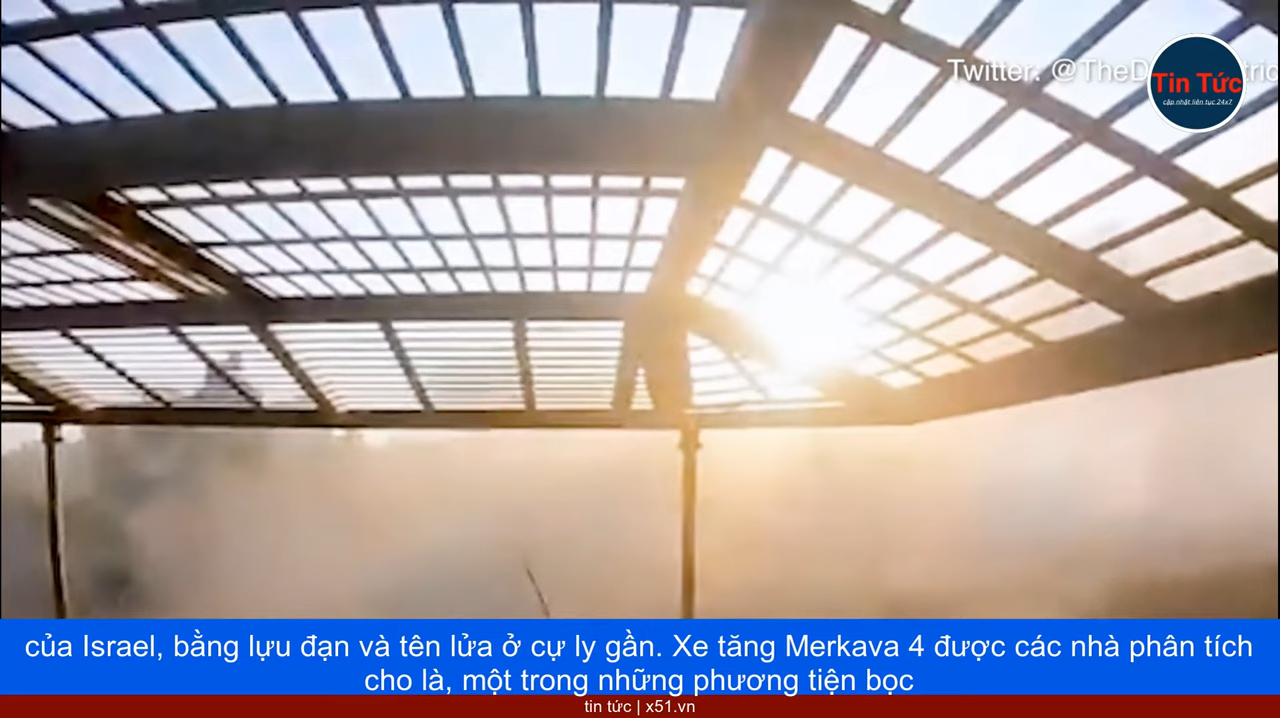 Twitter. @TheD
Tin Tức
cập nhật liên tục 24x7
của Israel, bằng lựu đạn và tên lửa ở cự ly gần. Xe tăng Merkava 4 được các nhà phân tích
cho là, một trong những phương tiện bọc
tin tức | x51.vn